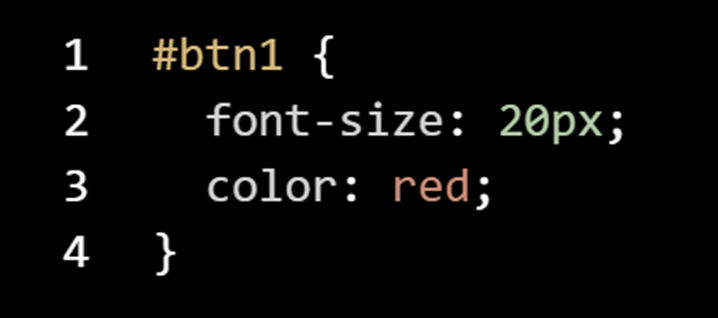 1 #btn1 {
2 font-size: 20px;
3 color: red;
4 }